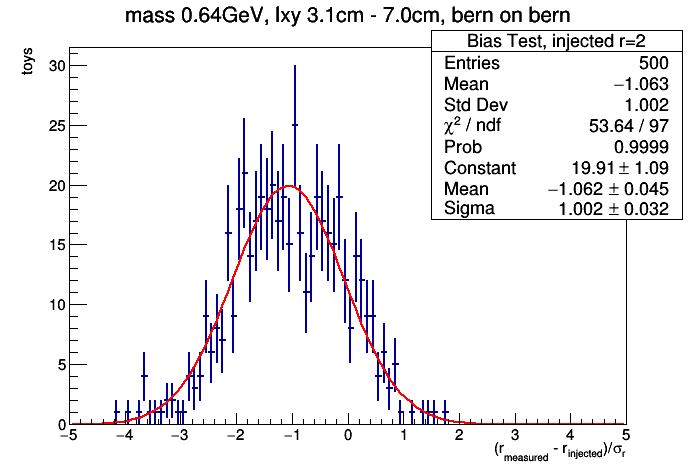 mass 0.64GeV, lxy 3.1cm - 7.0cm, bern on bern
Bias Test, injected r=2
Entries 500
Mean −1.063
Std Dev 1.002
χ² / ndf 53.64 / 97
Prob 0.9999
Constant 19.91 ± 1.09
Mean −1.062 ± 0.045
Sigma 1.002 ± 0.032
toys
30
25
20
15
10
5
0
−5 −4 −3 −2 −1 0 1 2 3 4 5
(r_measured - r_injected)/σ_r